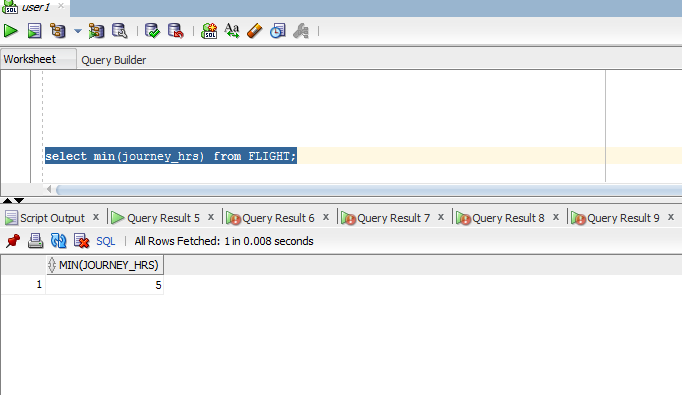 user1
SQL
Aa
Worksheet Query Builder
select min(journey_hrs) from FLIGHT;
Script Output x Query Result 5 x Query Result 6 x Query Result 7 x Query Result 8 x Query Result 9 x
SQL | All Rows Fetched: 1 in 0.008 seconds
MIN(JOURNEY_HRS)
1 5